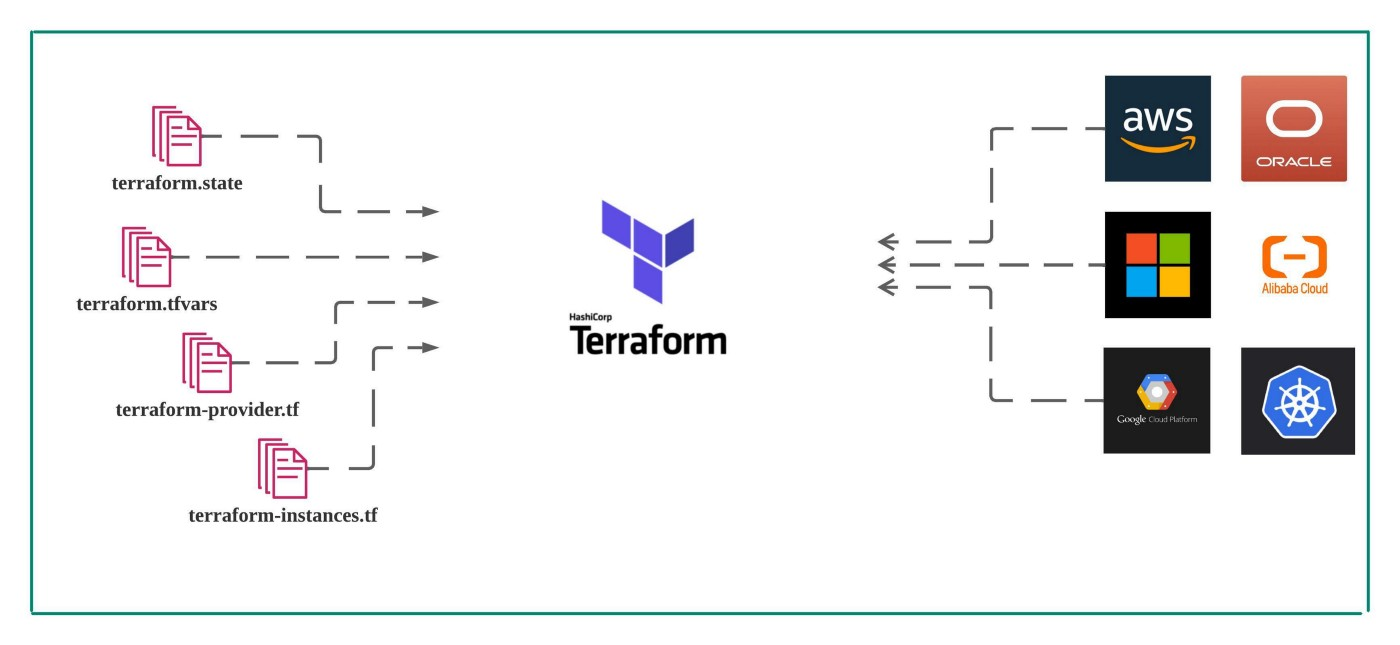 terraform.state
terraform.tfvars
terraform-provider.tf
terraform-instances.tf
HashiCorp
Terraform
aws
ORACLE
Alibaba Cloud
Google Cloud Platform